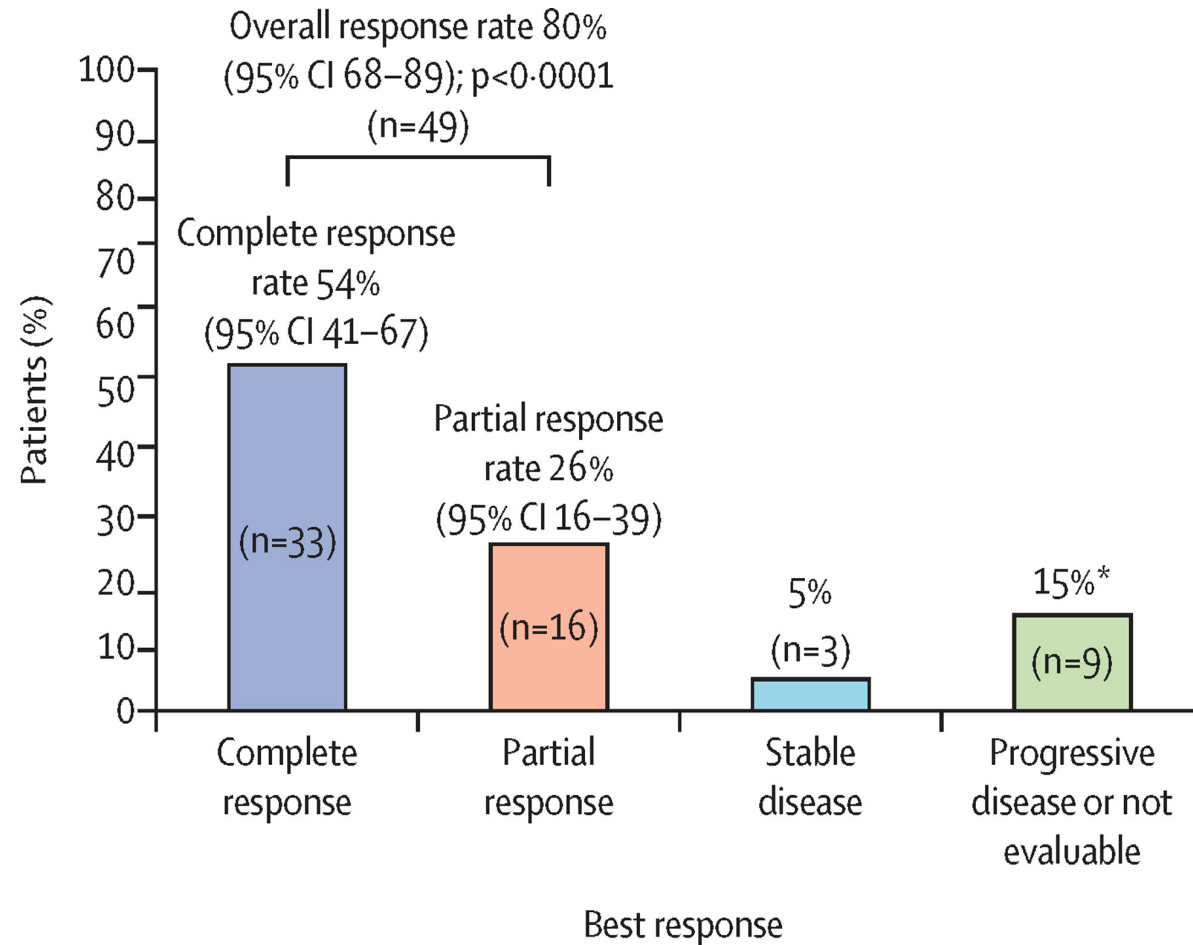 Overall response rate 80%
(95% CI 68–89); p<0·0001
(n=49)
Complete response
rate 54%
(95% CI 41–67)
Partial response
rate 26%
(95% CI 16–39)
(n=33)
(n=16)
5%
(n=3)
15%*
(n=9)
Patients (%)
100
90
80
70
60
50
40
30
20
10
0
Complete
response
Partial
response
Stable
disease
Progressive
disease or not
evaluable
Best response